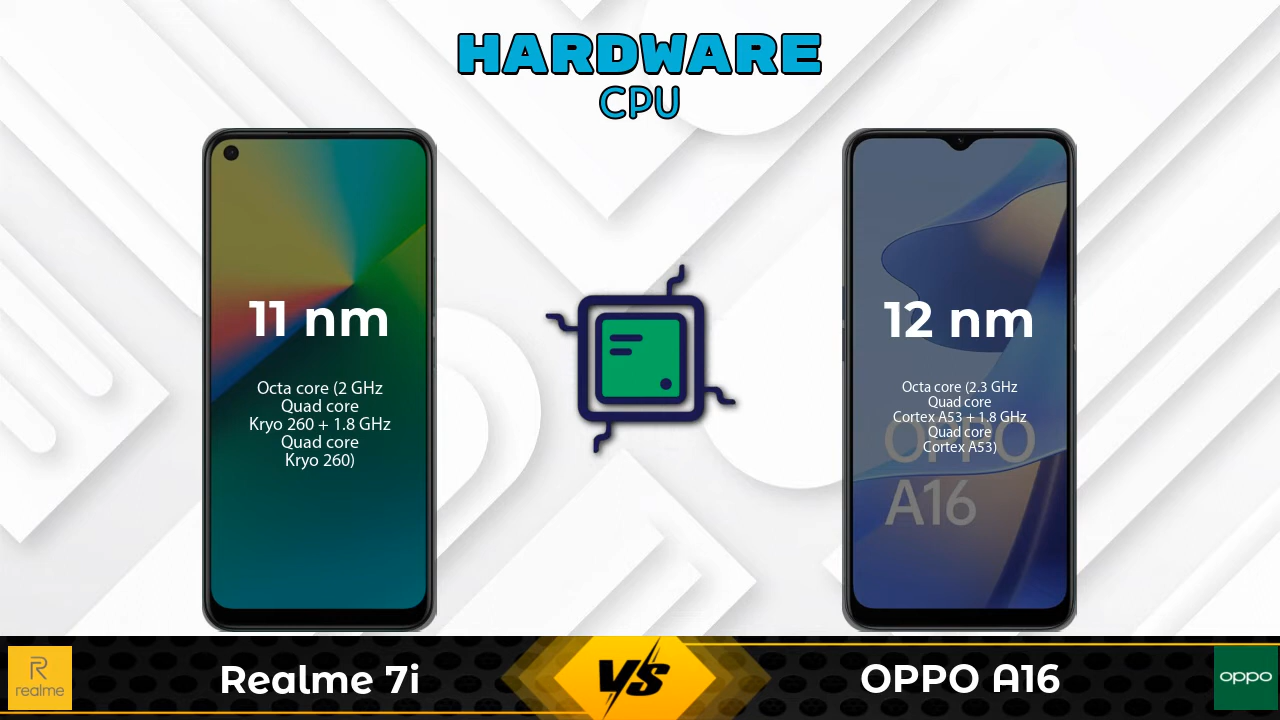 HARDWARE
CPU
11 nm
Octa core (2 GHz
Quad core
Kryo 260 + 1.8 GHz
Quad core
Kryo 260)
12 nm
Octa core (2.3 GHz
Quad core
Cortex A53 + 1.8 GHz
Quad core
Cortex A53)
OPPO
A16
realme
Realme 7i
VS
OPPO A16
oppo